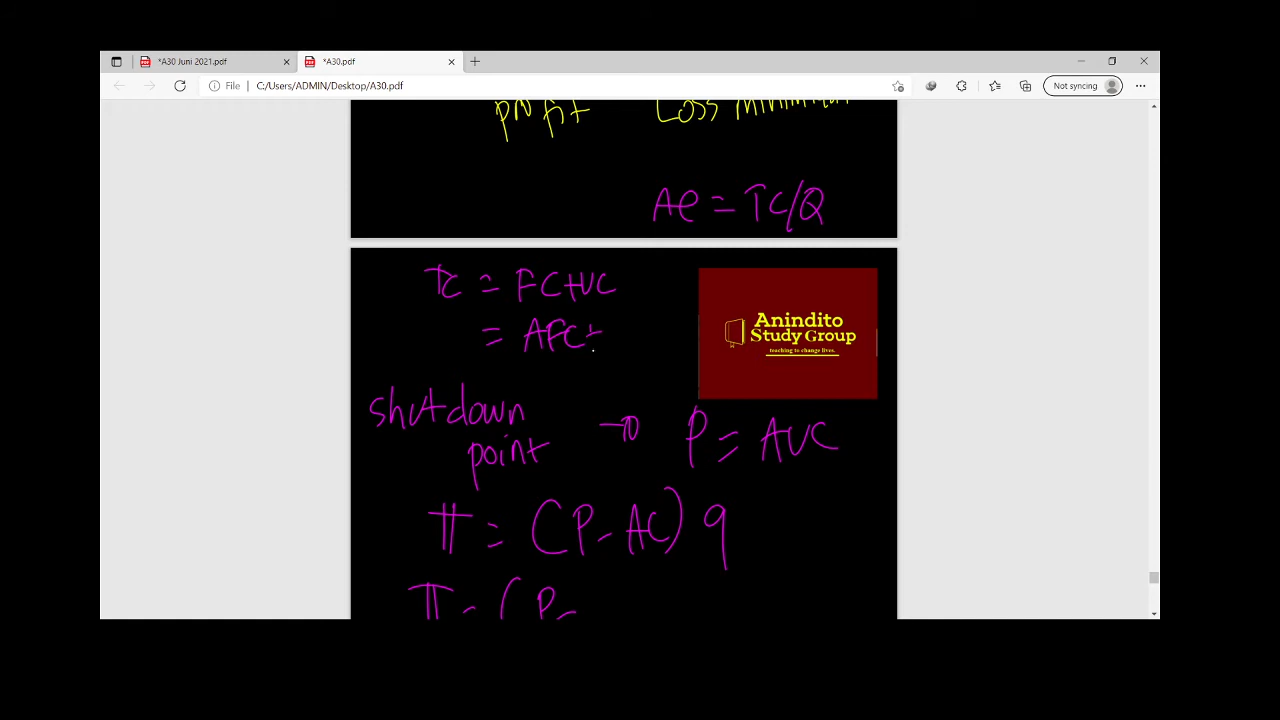 *A30 Juni 2021.pdf
*A30.pdf
File
C:/Users/ADMIN/Desktop/A30.pdf
Not syncing
profit Loss minimum
AC = TC/Q
TC = FC+VC
= AFC+
Anindito
Study Group
teaching to change lives.
shutdown
point → P = AVC
π = (P - AC) q
π = (P -